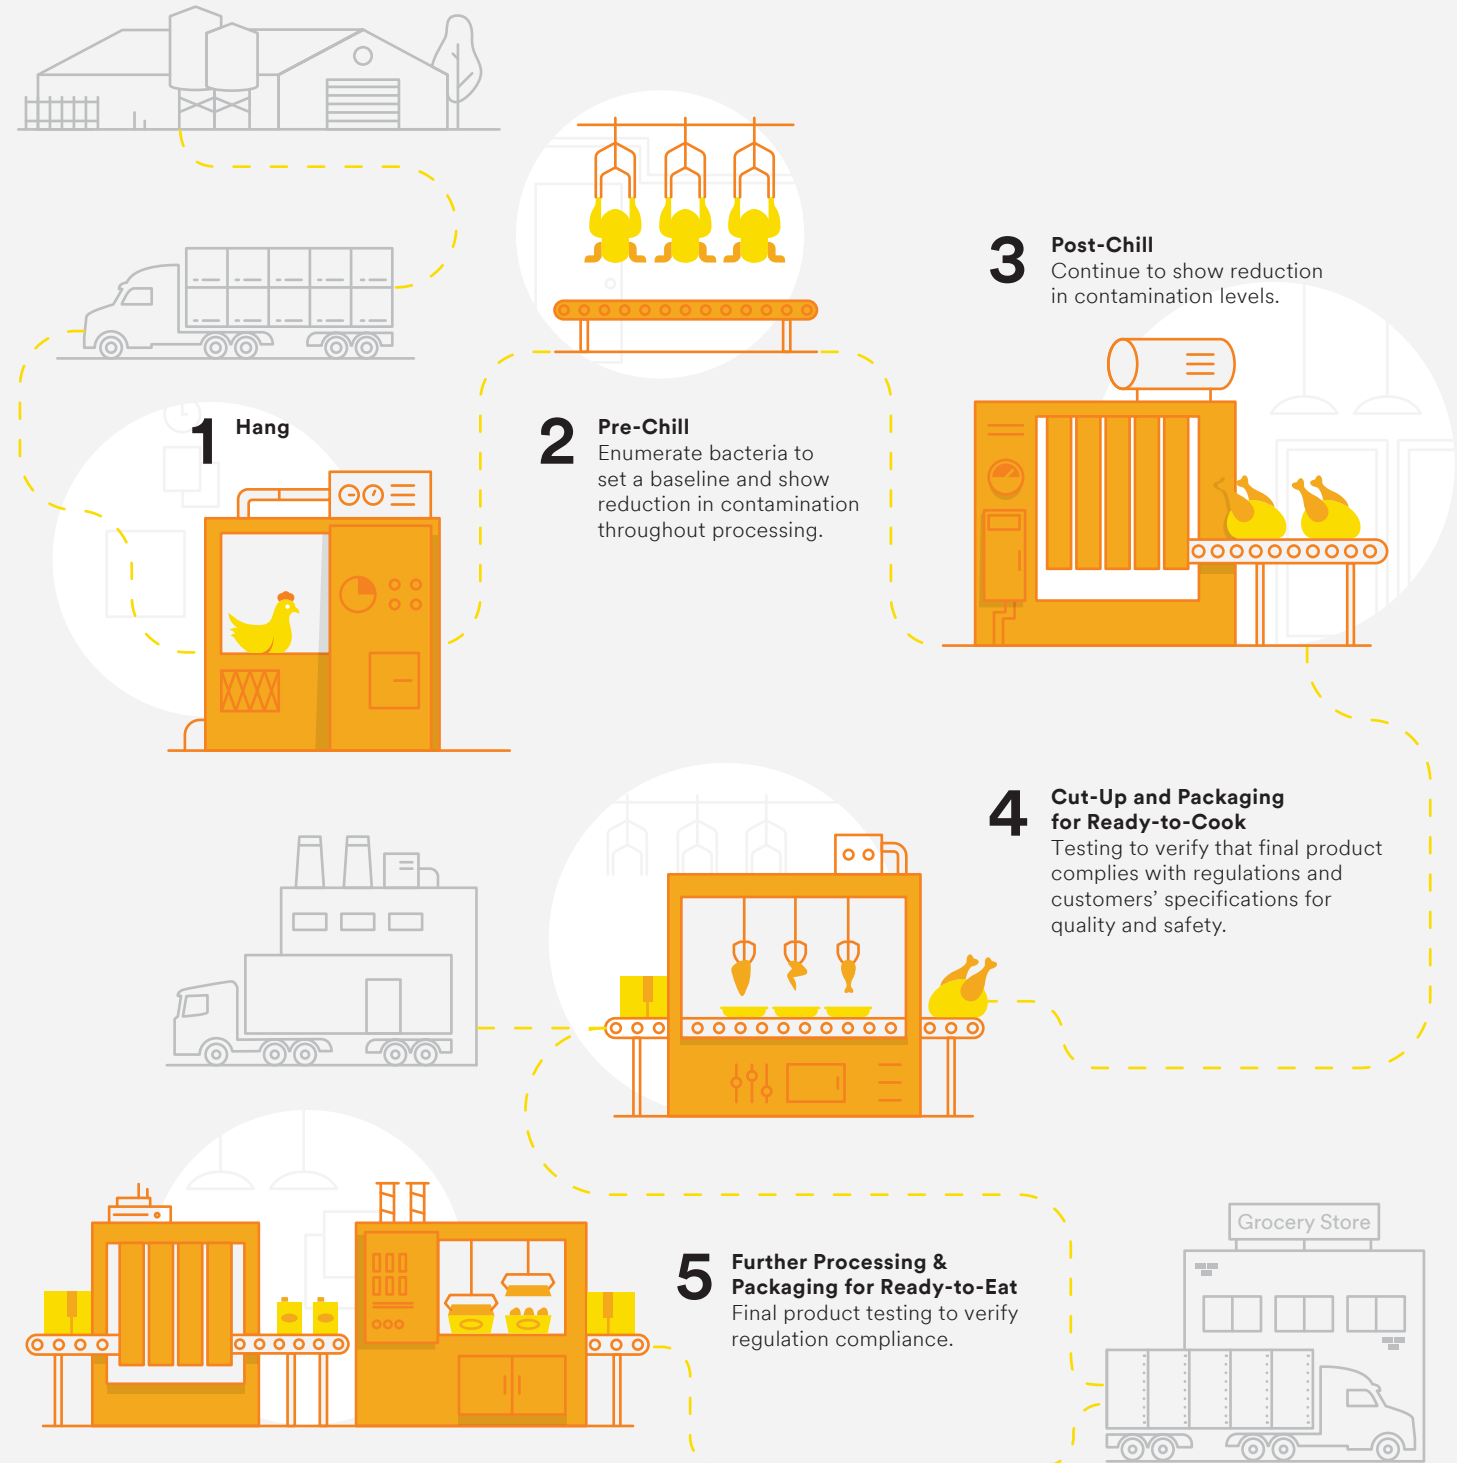 1
Hang
2
Pre-Chill
Enumerate bacteria to
set a baseline and show
reduction in contamination
throughout processing.
3
Post-Chill
Continue to show reduction
in contamination levels.
4
Cut-Up and Packaging
for Ready-to-Cook
Testing to verify that final product
complies with regulations and
customers’ specifications for
quality and safety.
5
Further Processing &
Packaging for Ready-to-Eat
Final product testing to verify
regulation compliance.
Grocery Store